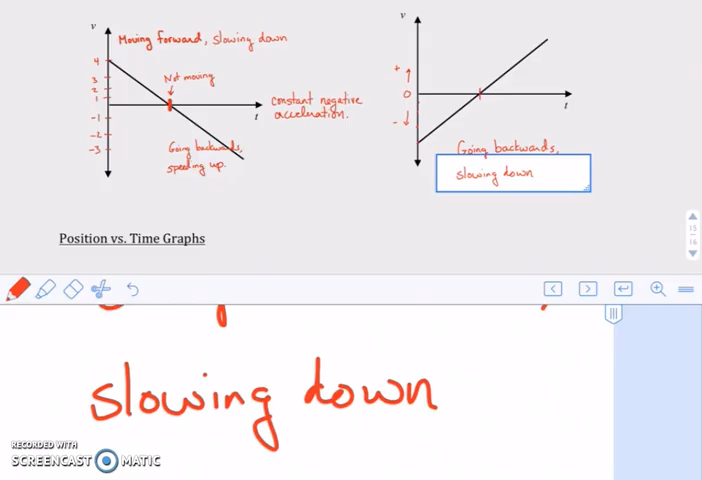 v
Moving forward, slowing down
4
3
2
1
-1
-2
-3
Not moving
t
constant negative
acceleration.
Going backwards,
speeding up.
v
+
0
-
t
Going backwards,
slowing down
Position vs. Time Graphs
15
16
slowing down
RECORDED WITH
SCREENCAST MATIC